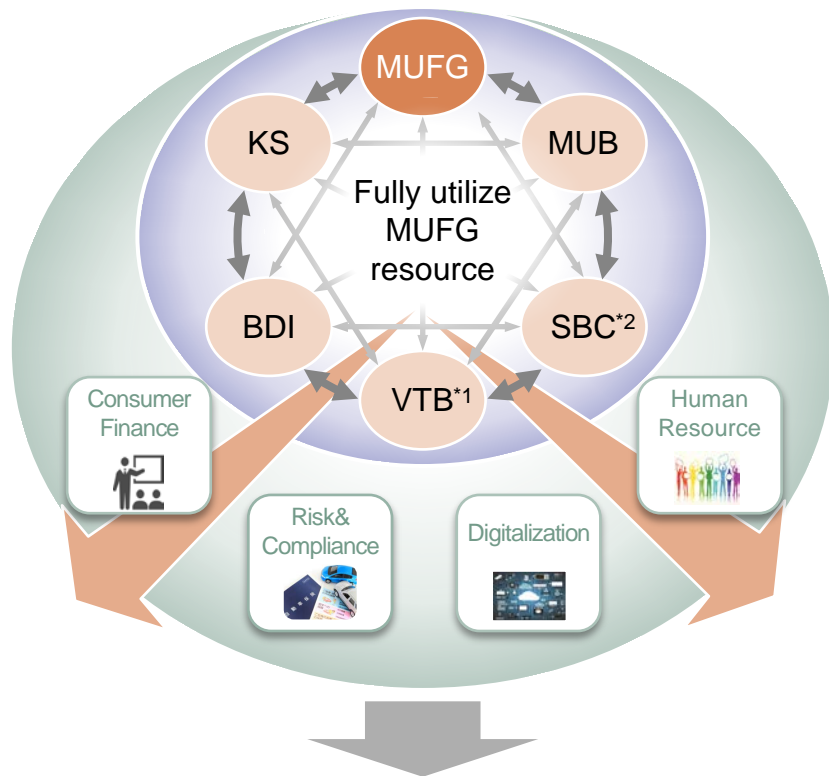 MUFG
KS
MUB
Fully utilize
MUFG
resource
BDI
SBC*2
VTB*1
Consumer
Finance
Human
Resource
Risk&
Compliance
Digitalization